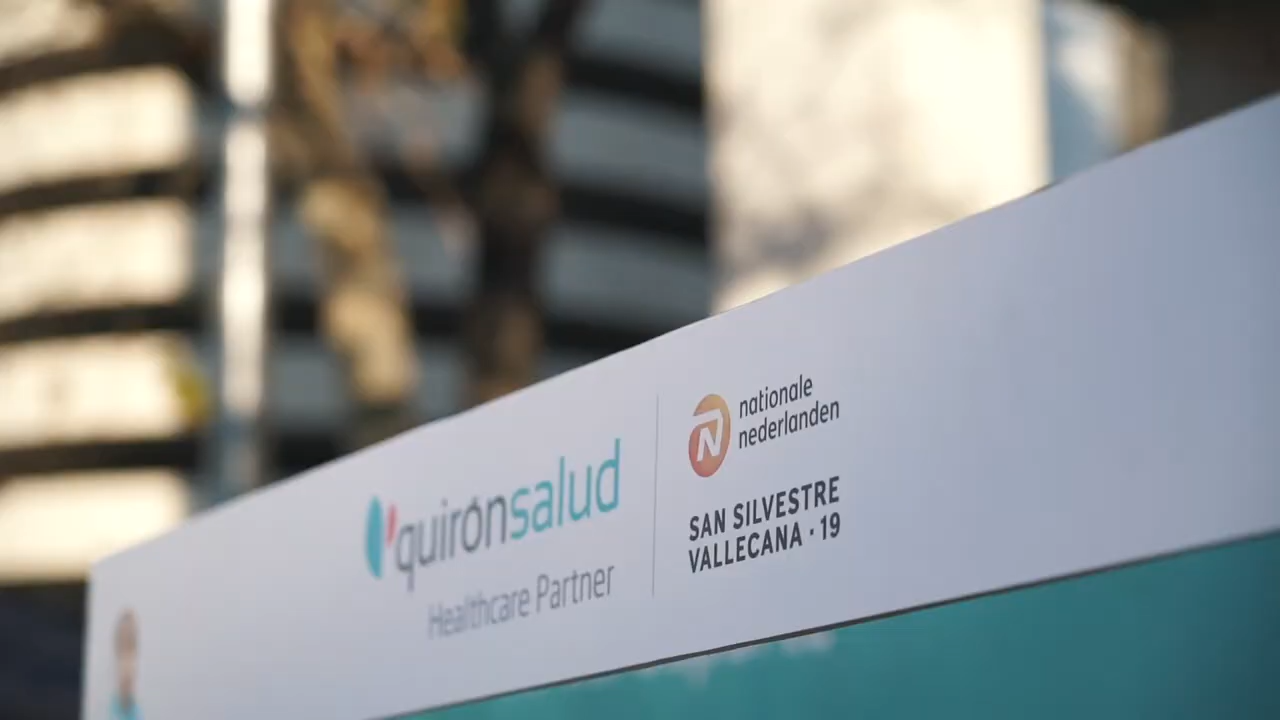 quirónsalud
Healthcare Partner
nationale
nederlanden
SAN SILVESTRE
VALLECANA · 19